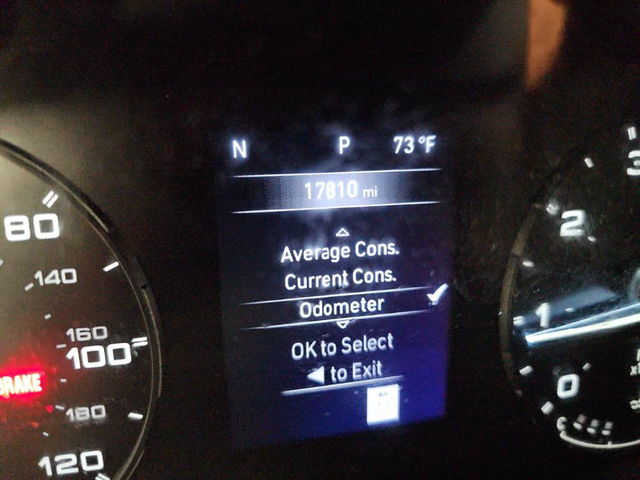 N P 73°F
17810 mi
Average Cons.
Current Cons.
Odometer
OK to Select
◀ to Exit
80
140
160
100
BRAKE
180
120
3
2
1
0